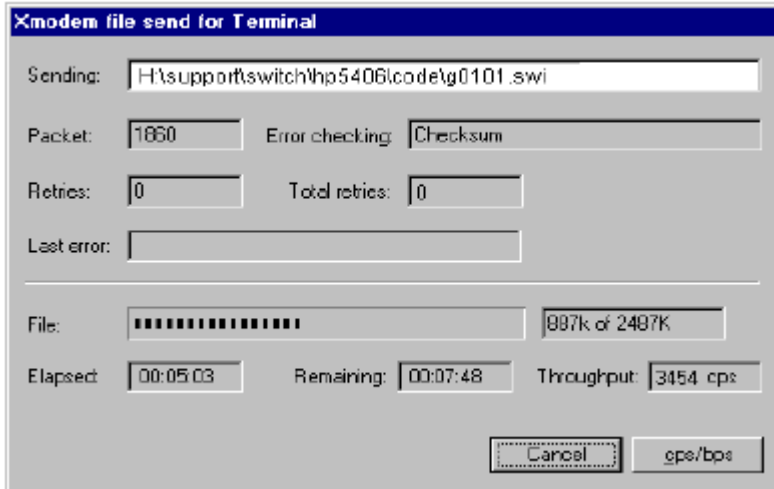 Xmodem file send for Terminal
Sending: H:\support\switch\hp5406\code\g0101.swi
Packet: 1860 Error checking: Checksum
Retries: 0 Total retries: 0
Last error:
File: 887k of 2487K
Elapsed: 00:05:03 Remaining: 00:07:48 Throughput: 3454 cps
Cancel cps/bps